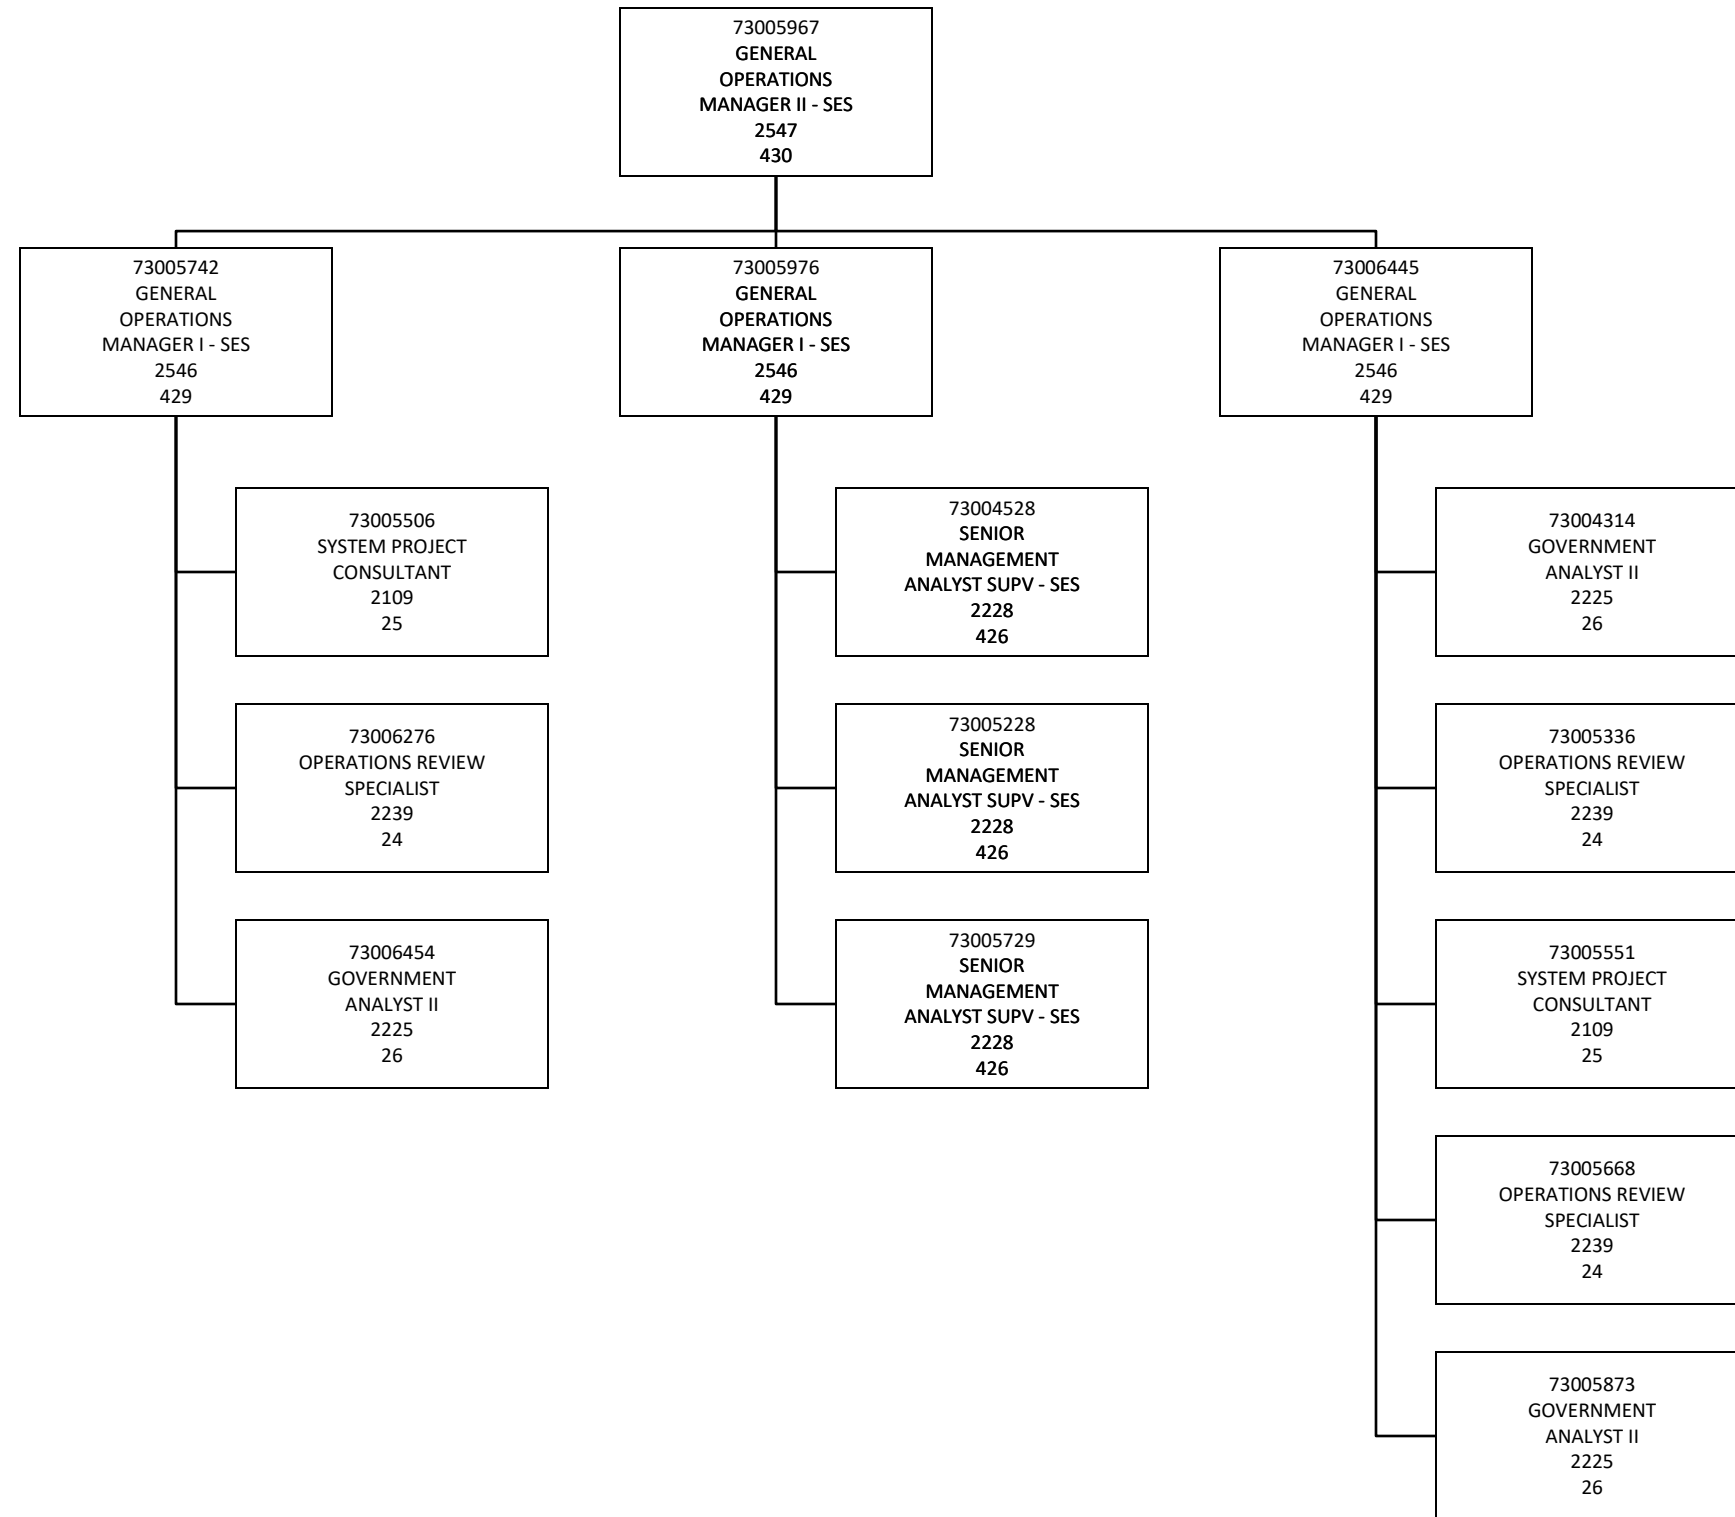 73005967
GENERAL
OPERATIONS
MANAGER II - SES
2547
430
73005742
GENERAL
OPERATIONS
MANAGER I - SES
2546
429
73005976
GENERAL
OPERATIONS
MANAGER I - SES
2546
429
73006445
GENERAL
OPERATIONS
MANAGER I - SES
2546
429
73005506
SYSTEM PROJECT
CONSULTANT
2109
25
73006276
OPERATIONS REVIEW
SPECIALIST
2239
24
73006454
GOVERNMENT
ANALYST II
2225
26
73004528
SENIOR
MANAGEMENT
ANALYST SUPV - SES
2228
426
73005228
SENIOR
MANAGEMENT
ANALYST SUPV - SES
2228
426
73005729
SENIOR
MANAGEMENT
ANALYST SUPV - SES
2228
426
73004314
GOVERNMENT
ANALYST II
2225
26
73005336
OPERATIONS REVIEW
SPECIALIST
2239
24
73005551
SYSTEM PROJECT
CONSULTANT
2109
25
73005668
OPERATIONS REVIEW
SPECIALIST
2239
24
73005873
GOVERNMENT
ANALYST II
2225
26